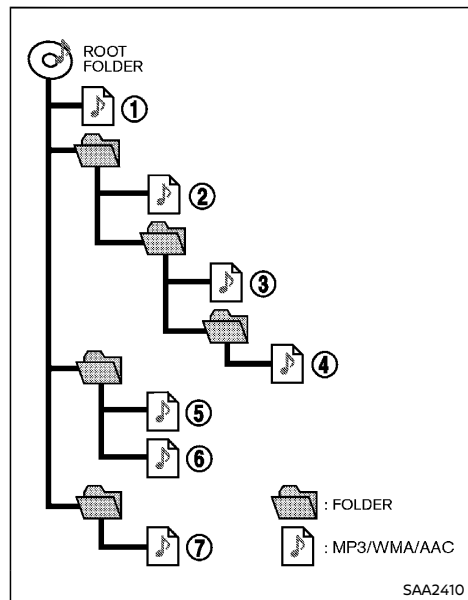 ROOT
FOLDER
①
②
③
④
⑤
⑥
⑦
: FOLDER
: MP3/WMA/AAC
SAA2410